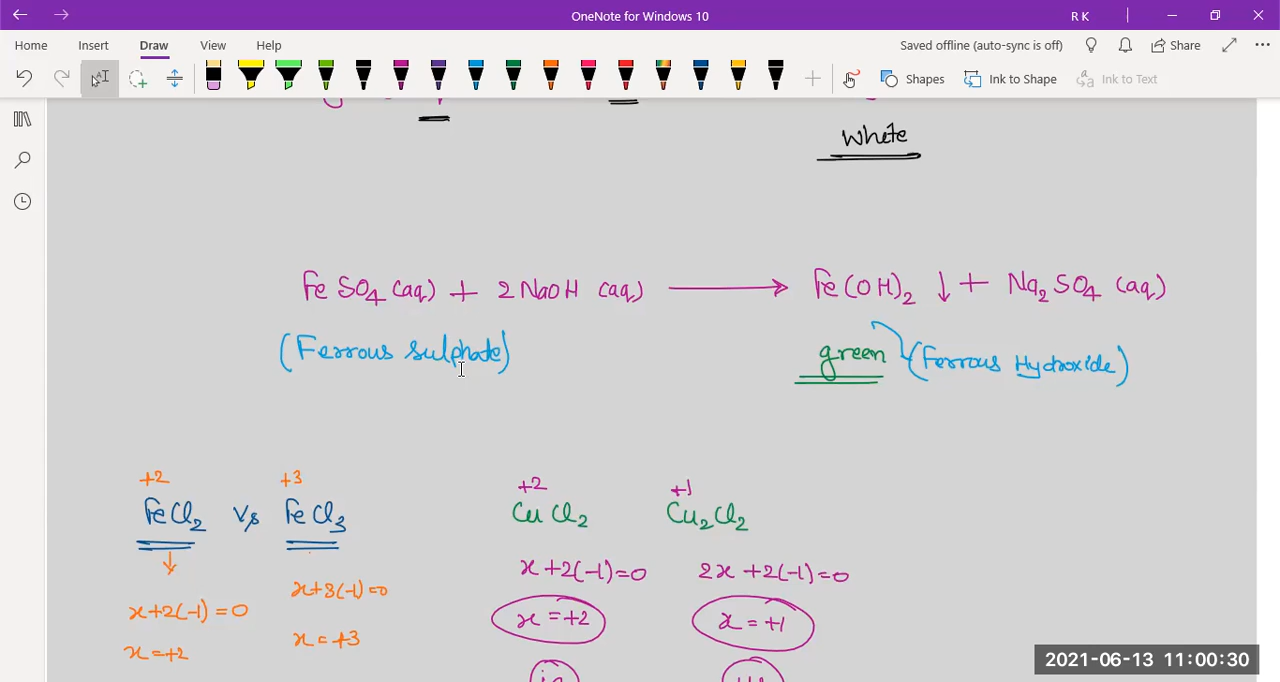 OneNote for Windows 10
R K
Home Insert Draw View Help
Saved offline (auto-sync is off) Share
Shapes Ink to Shape Ink to Text
White
FeSO4 (aq) + 2NaOH (aq) → Fe(OH)2 ↓ + Na2SO4 (aq)
(Ferrous sulphate) green (Ferrous Hydroxide)
+2 +3 +2 +1
FeCl2 V/s FeCl3 CuCl2 Cu2Cl2
↓
x+2(-1)=0 x+3(-1)=0 x+2(-1)=0 2x+2(-1)=0
x=+2 x=+3 x=+2 x=+1
ic us
2021-06-13 11:00:30